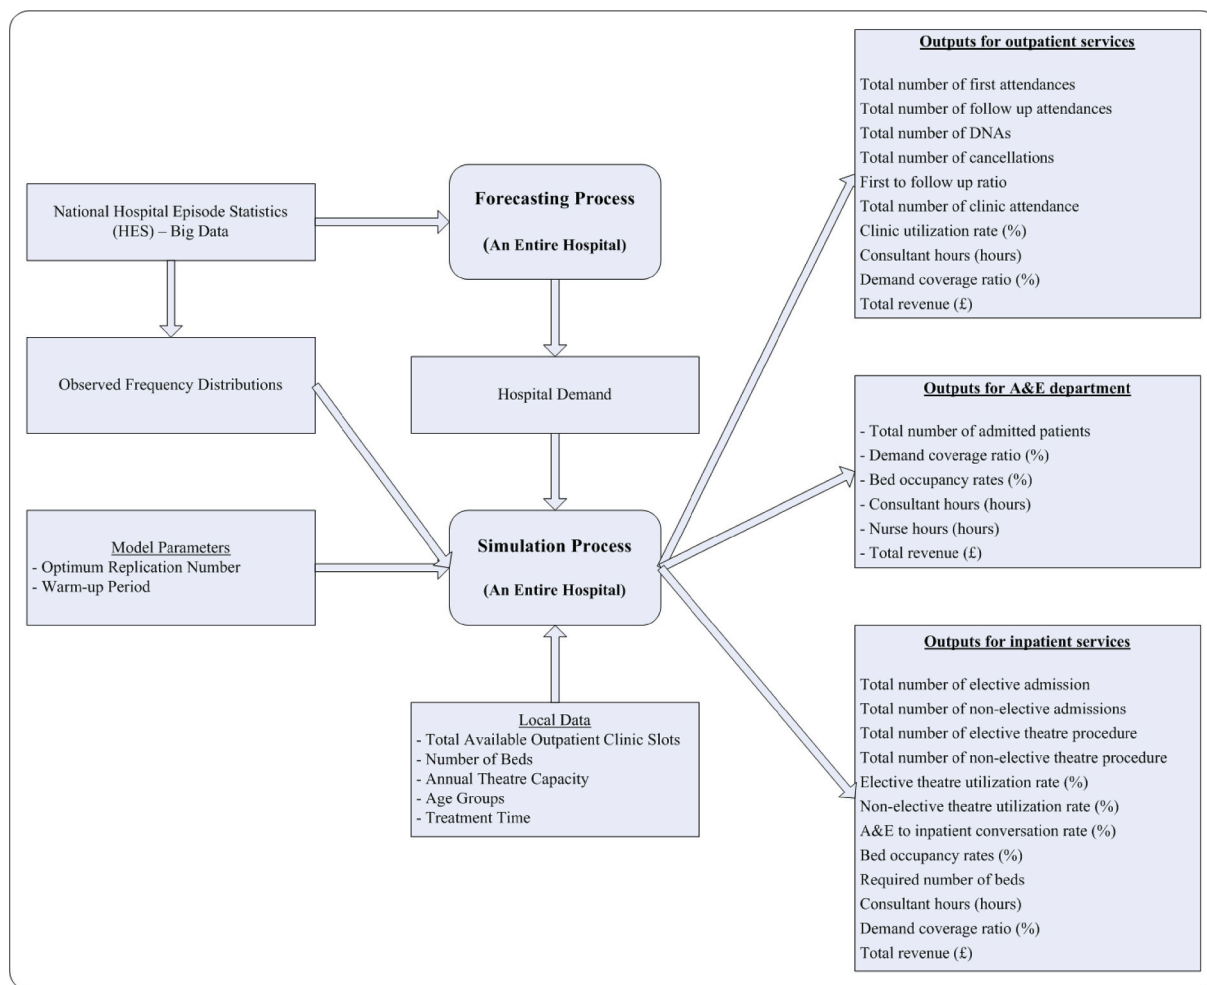 National Hospital Episode Statistics
(HES) – Big Data
Forecasting Process
(An Entire Hospital)
Observed Frequency Distributions
Hospital Demand
Model Parameters
- Optimum Replication Number
- Warm-up Period
Simulation Process
(An Entire Hospital)
Local Data
- Total Available Outpatient Clinic Slots
- Number of Beds
- Annual Theatre Capacity
- Age Groups
- Treatment Time
Outputs for outpatient services
Total number of first attendances
Total number of follow up attendances
Total number of DNAs
Total number of cancellations
First to follow up ratio
Total number of clinic attendance
Clinic utilization rate (%)
Consultant hours (hours)
Demand coverage ratio (%)
Total revenue (£)
Outputs for A&E department
- Total number of admitted patients
- Demand coverage ratio (%)
- Bed occupancy rates (%)
- Consultant hours (hours)
- Nurse hours (hours)
- Total revenue (£)
Outputs for inpatient services
Total number of elective admission
Total number of non-elective admissions
Total number of elective theatre procedure
Total number of non-elective theatre procedure
Elective theatre utilization rate (%)
Non-elective theatre utilization rate (%)
A&E to inpatient conversation rate (%)
Bed occupancy rates (%)
Required number of beds
Consultant hours (hours)
Demand coverage ratio (%)
Total revenue (£)